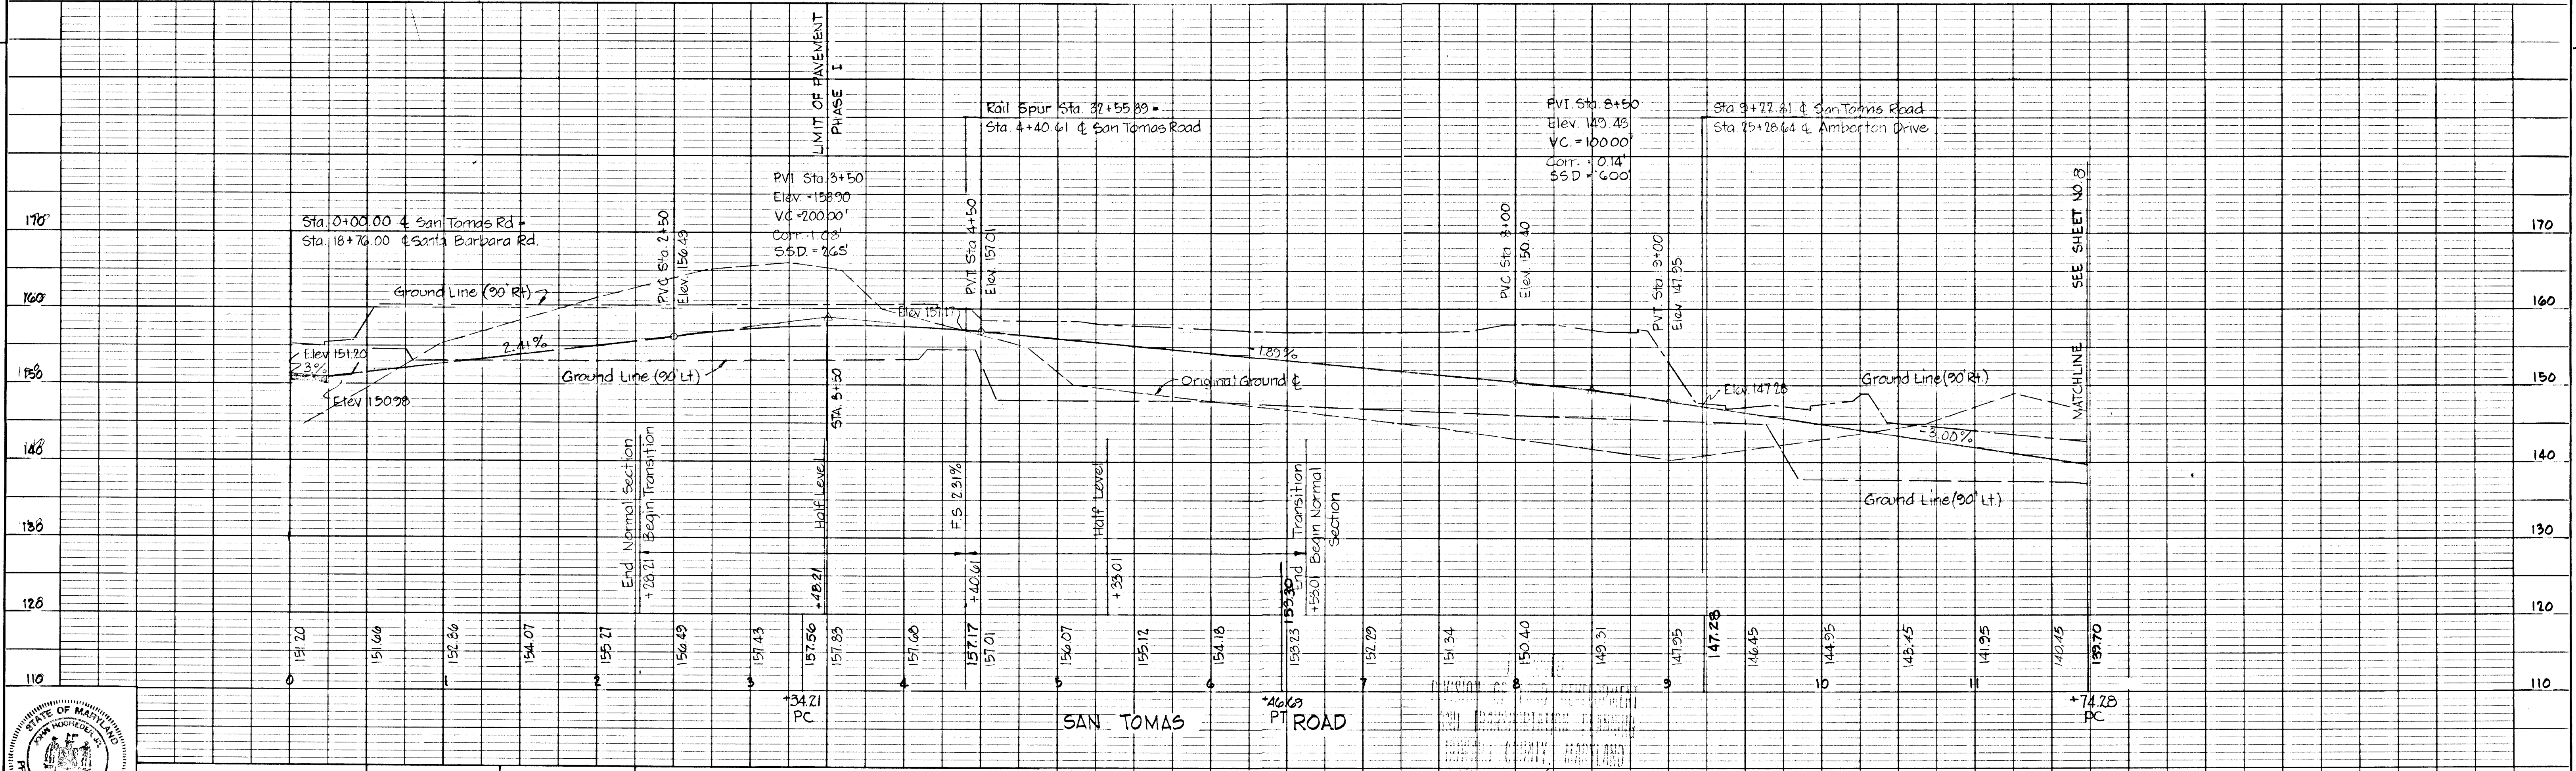 LIMIT OF PAVEMENT
PHASE I
Rail Spur Sta. 32+55.89 =
Sta. 4+40.61 ℄ San Tomas Road
PVI. Sta. 8+50
Elev. 149.45
V.C. = 100.00'
Corr. = 0.14'
S.S.D = 600'
Sta 9+22.81 ℄ San Tomas Road
Sta 25+28.64 ℄ Amberton Drive
PVI Sta. 3+50
Elev. = 158.90
V.C. = 200.00'
Corr. 1.08'
S.S.D. = 265'
Sta. 0+00.00 ℄ San Tomas Rd =
Sta. 18+76.00 ℄ Santa Barbara Rd.
PVC Sta. 2+50
Elev. 156.49
PVT. Sta 4+50
Elev. 157.01
PVC Sta 8+00
Elev. 150.40
PVT. Sta. 9+00
Elev. 147.95
MATCHLINE SEE SHEET NO. 8
170
170
160
160
150
150
140
140
130
130
120
120
110
110
Ground Line (90' Rt)
Elev 157.17
Elev 151.20
3%
2.41%
Elev 150.98
Ground Line (90' Lt)
STA. 3+50
-1.89%
Original Ground ℄
Elev. 147.28
Ground Line (90' Rt.)
-3.00%
Ground Line (90' Lt.)
End Normal Section
+28.21 Begin Transition
Half Level
+48.21
F.S. 2.31%
+40.61
Half Level
+33.01
End Transition
+53.01 Begin Normal
Section
151.20
151.66
152.86
154.07
155.27
156.49
157.43
157.56
157.83
157.68
157.17
157.01
156.07
155.12
154.18
153.30
153.23
152.29
151.34
150.40
149.31
147.95
147.28
146.45
144.95
143.45
141.95
140.45
139.70
0 1 2 3 4 5 6 7 8 9 10 11
+34.21
PC
+46.69
PT
+74.28
PC
SAN TOMAS ROAD
COUNTY, MARYLAND
STATE OF MARYLAND